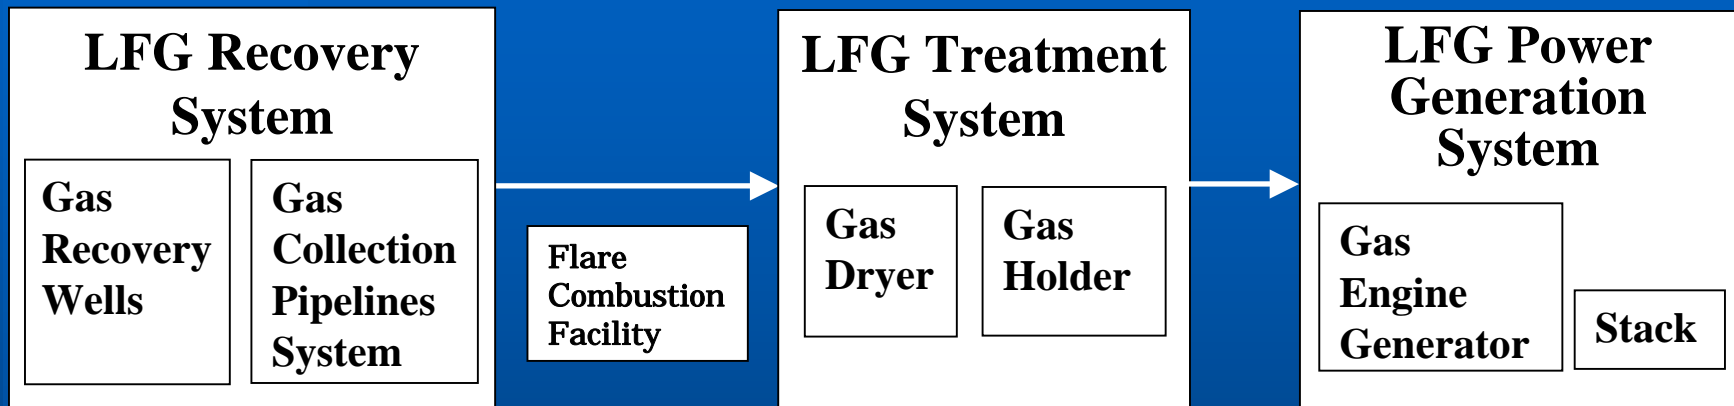 LFG Recovery
System
Gas
Recovery
Wells
Gas
Collection
Pipelines
System
Flare
Combustion
Facility
LFG Treatment
System
Gas
Dryer
Gas
Holder
LFG Power
Generation
System
Gas
Engine
Generator
Stack